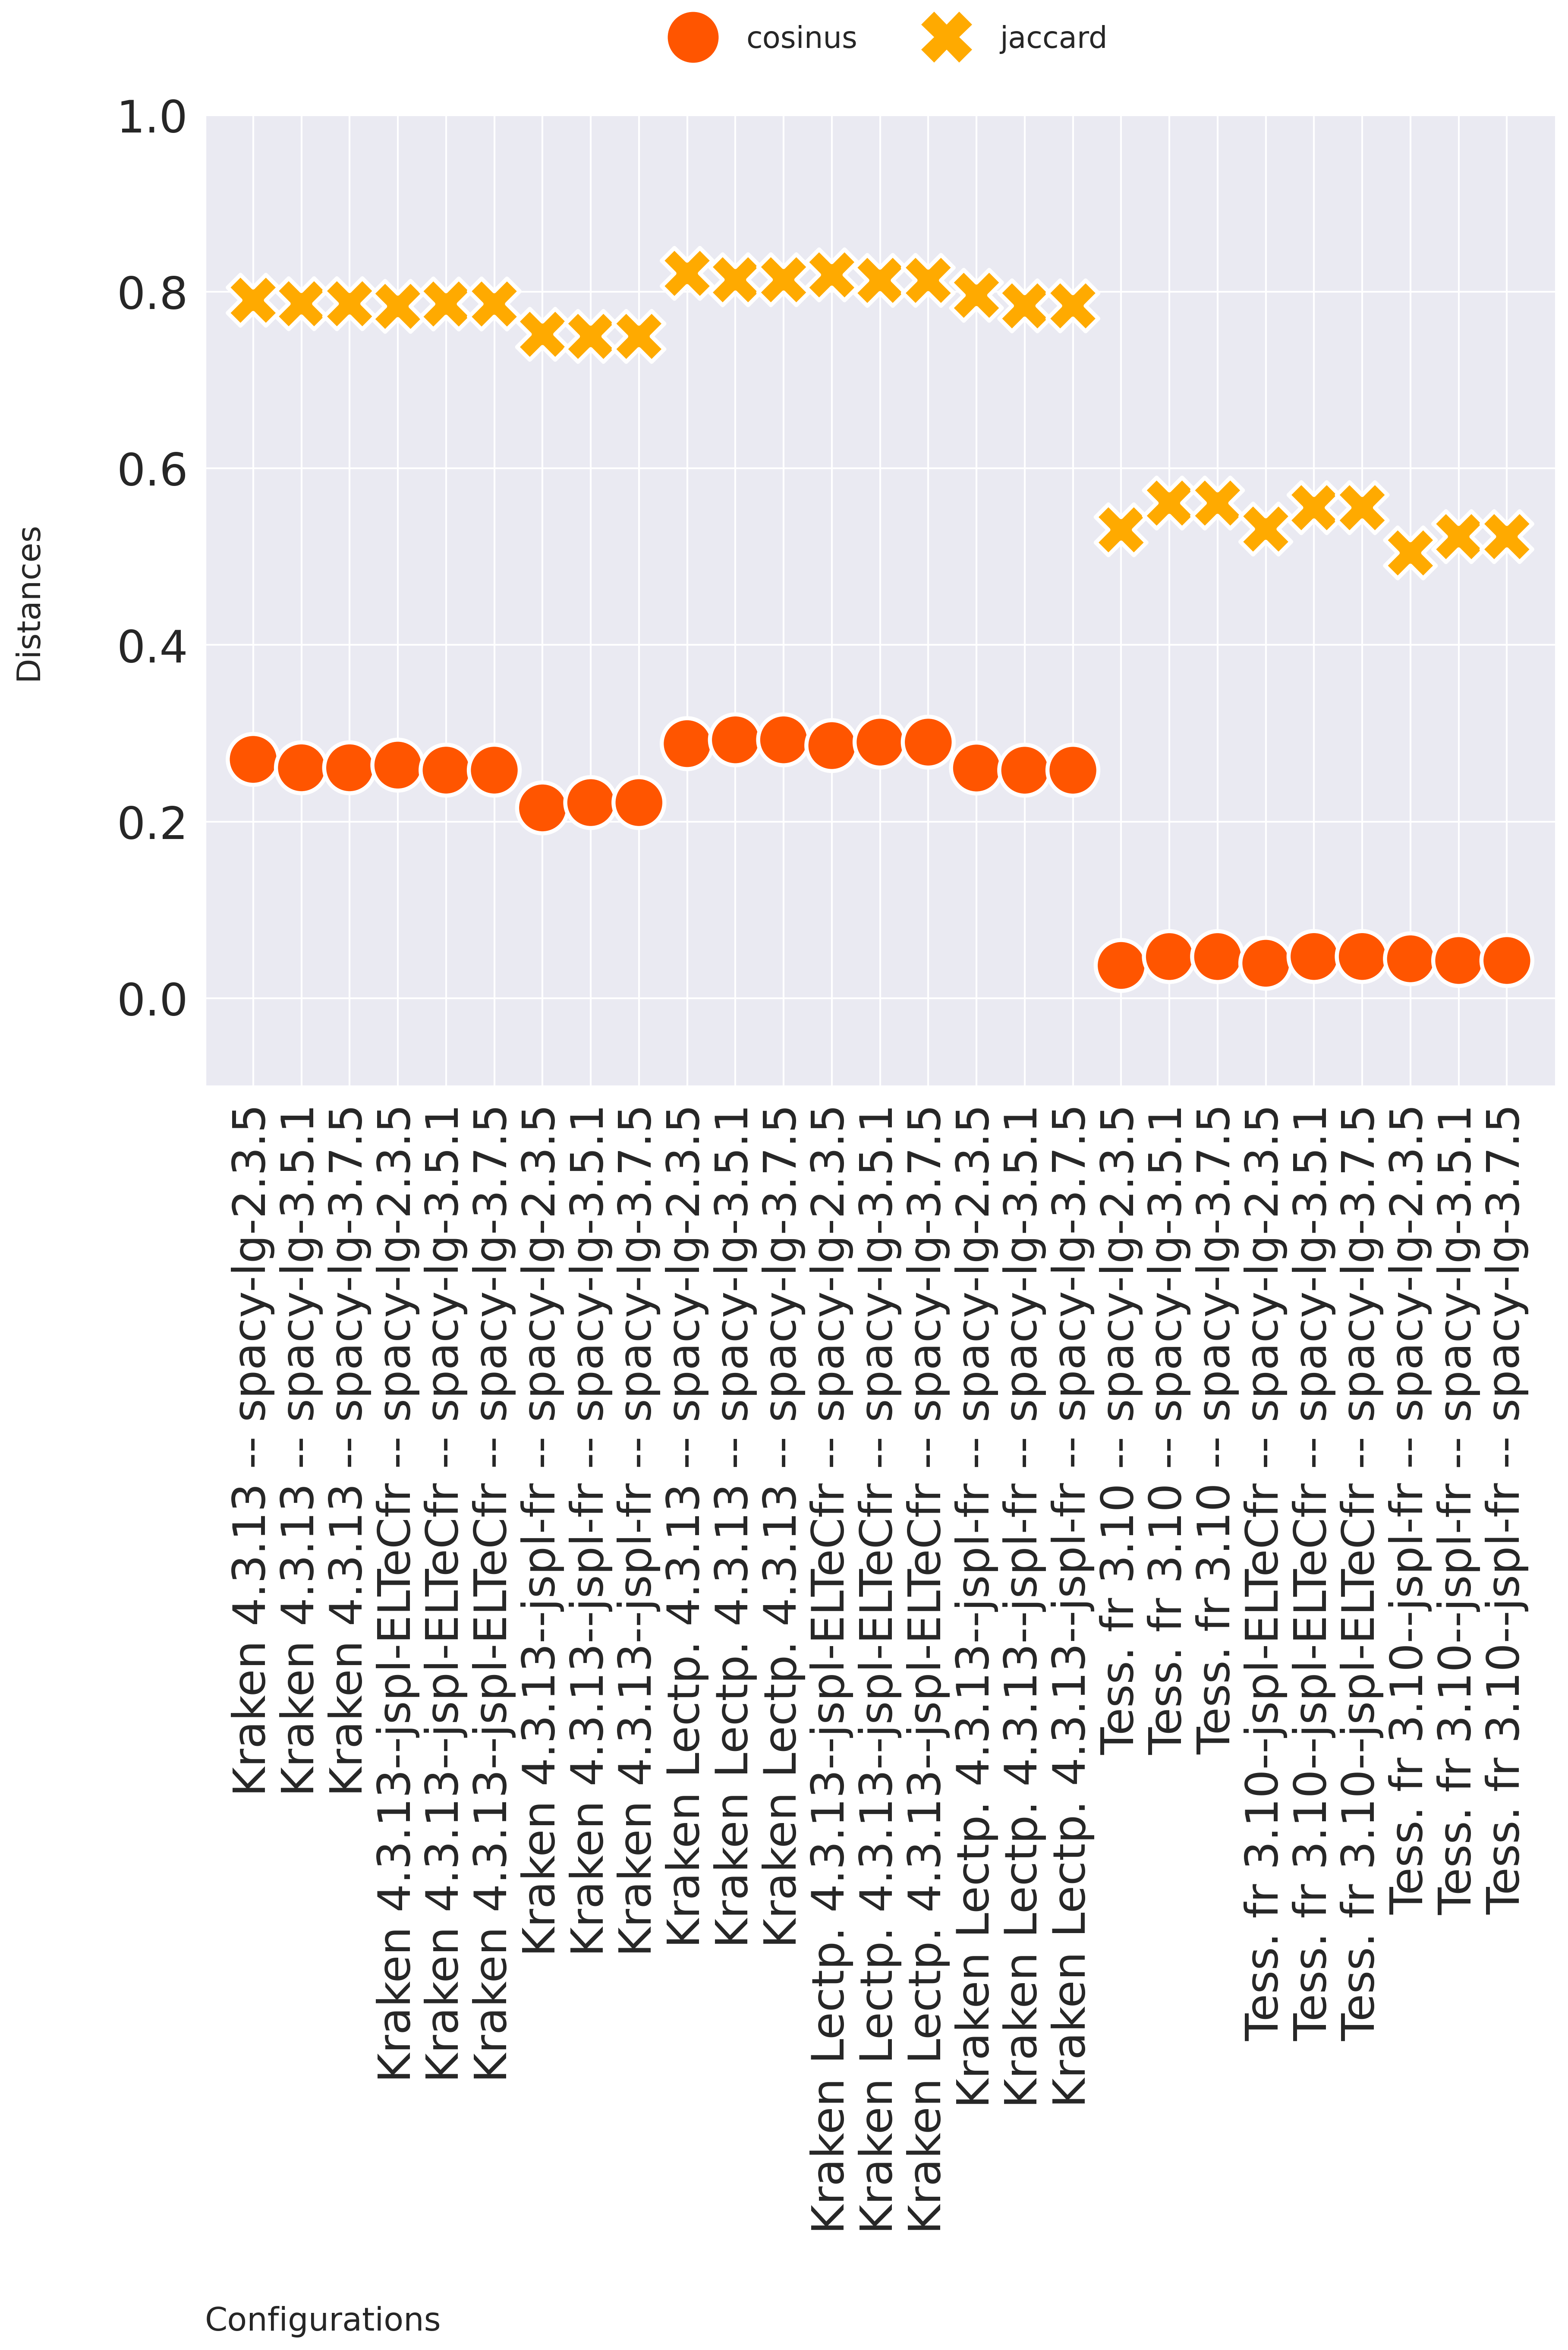 cosinus jaccard
Distances
1.0
0.8
0.6
0.4
0.2
0.0
Kraken 4.3.13 -- spacy-lg-2.3.5
Kraken 4.3.13 -- spacy-lg-3.5.1
Kraken 4.3.13 -- spacy-lg-3.7.5
Kraken 4.3.13--jspl-ELTeCfr -- spacy-lg-2.3.5
Kraken 4.3.13--jspl-ELTeCfr -- spacy-lg-3.5.1
Kraken 4.3.13--jspl-ELTeCfr -- spacy-lg-3.7.5
Kraken 4.3.13--jspl-fr -- spacy-lg-2.3.5
Kraken 4.3.13--jspl-fr -- spacy-lg-3.5.1
Kraken 4.3.13--jspl-fr -- spacy-lg-3.7.5
Kraken Lectp. 4.3.13 -- spacy-lg-2.3.5
Kraken Lectp. 4.3.13 -- spacy-lg-3.5.1
Kraken Lectp. 4.3.13 -- spacy-lg-3.7.5
Kraken Lectp. 4.3.13--jspl-ELTeCfr -- spacy-lg-2.3.5
Kraken Lectp. 4.3.13--jspl-ELTeCfr -- spacy-lg-3.5.1
Kraken Lectp. 4.3.13--jspl-ELTeCfr -- spacy-lg-3.7.5
Kraken Lectp. 4.3.13--jspl-fr -- spacy-lg-2.3.5
Kraken Lectp. 4.3.13--jspl-fr -- spacy-lg-3.5.1
Kraken Lectp. 4.3.13--jspl-fr -- spacy-lg-3.7.5
Tess. fr 3.10 -- spacy-lg-2.3.5
Tess. fr 3.10 -- spacy-lg-3.5.1
Tess. fr 3.10 -- spacy-lg-3.7.5
Tess. fr 3.10--jspl-ELTeCfr -- spacy-lg-2.3.5
Tess. fr 3.10--jspl-ELTeCfr -- spacy-lg-3.5.1
Tess. fr 3.10--jspl-ELTeCfr -- spacy-lg-3.7.5
Tess. fr 3.10--jspl-fr -- spacy-lg-2.3.5
Tess. fr 3.10--jspl-fr -- spacy-lg-3.5.1
Tess. fr 3.10--jspl-fr -- spacy-lg-3.7.5
Configurations